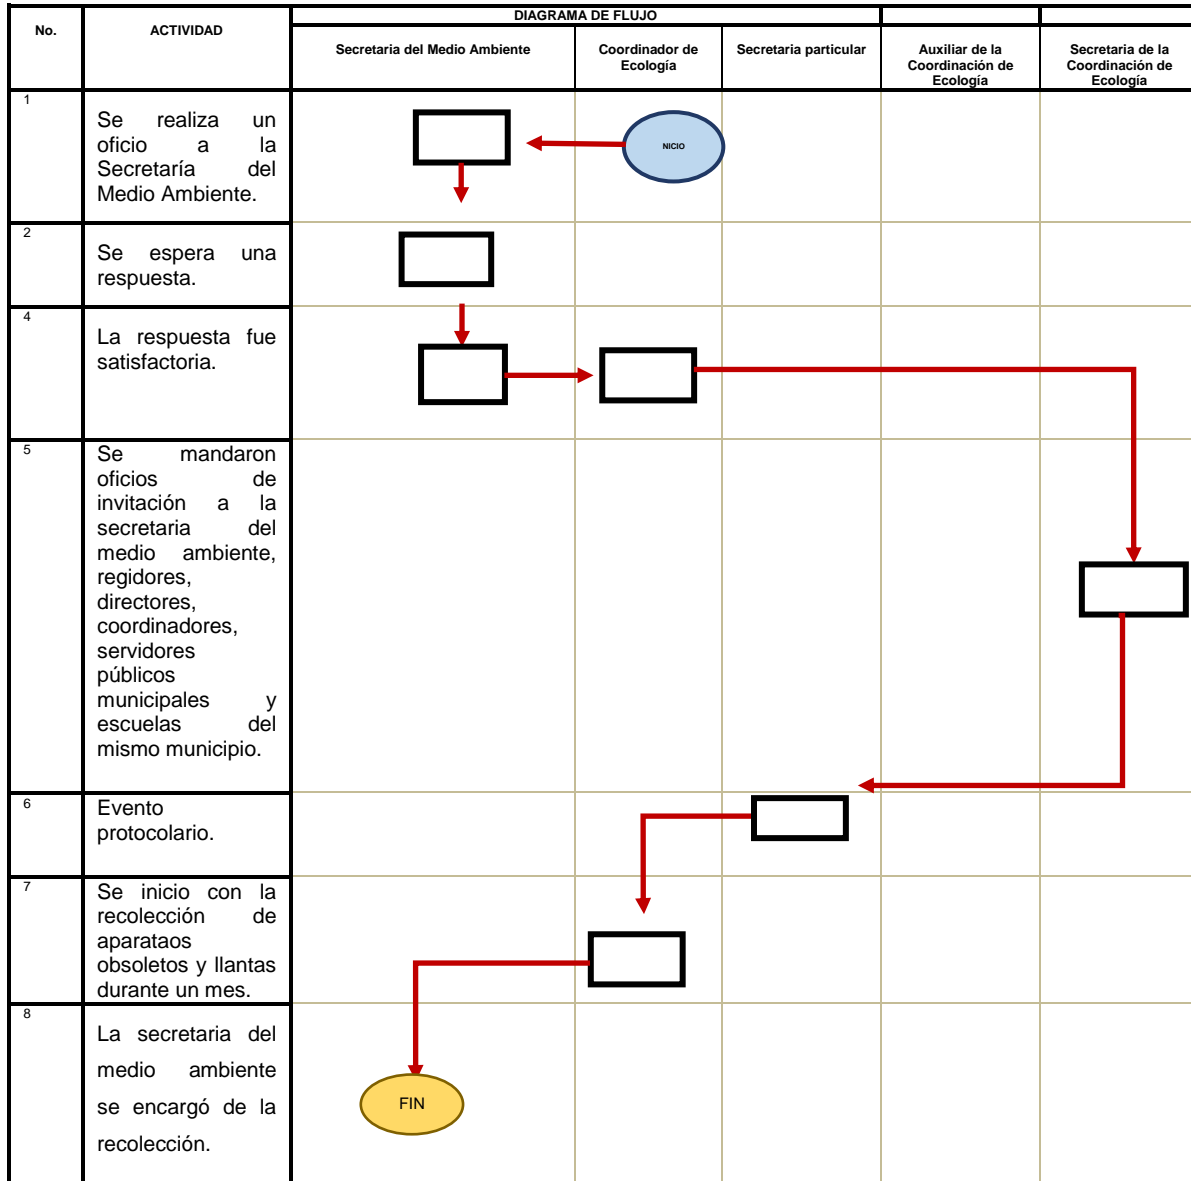 No.
ACTIVIDAD
DIAGRAMA DE FLUJO
Secretaria del Medio Ambiente
Coordinador de
Ecología
Secretaria particular
Auxiliar de la
Coordinación de
Ecología
Secretaria de la
Coordinación de
Ecología
1
Se realiza un
oficio a la
Secretaría del
Medio Ambiente.
NICIO
2
Se espera una
respuesta.
4
La respuesta fue
satisfactoria.
5
Se mandaron
oficios de
invitación a la
secretaria del
medio ambiente,
regidores,
directores,
coordinadores,
servidores
públicos
municipales y
escuelas del
mismo municipio.
6
Evento
protocolario.
7
Se inicio con la
recolección de
aparataos
obsoletos y llantas
durante un mes.
8
La secretaria del
medio ambiente
se encargó de la
recolección.
FIN